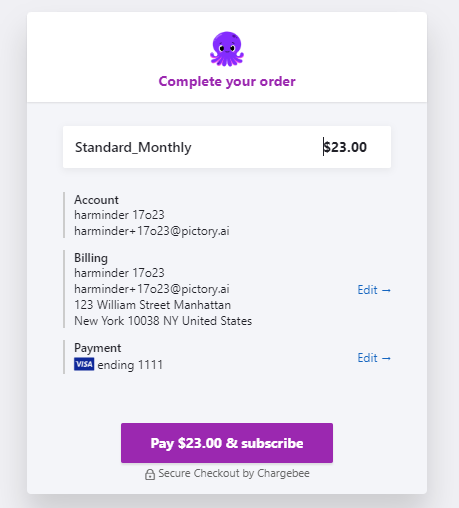 Complete your order
Standard_Monthly $23.00
Account
harminder 17o23
harminder+17o23@pictory.ai
Billing
harminder 17o23
harminder+17o23@pictory.ai
Edit →
123 William Street Manhattan
New York 10038 NY United States
Payment
VISA ending 1111
Edit →
Pay $23.00 & subscribe
Secure Checkout by Chargebee